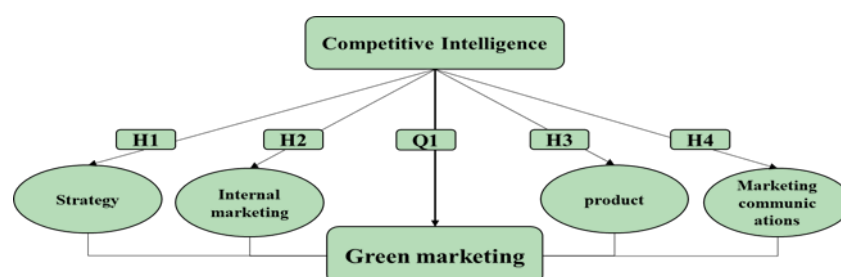 Competitive Intelligence
H1
H2
Q1
H3
H4
Strategy
Internal
marketing
product
Marketing
communic
ations
Green marketing